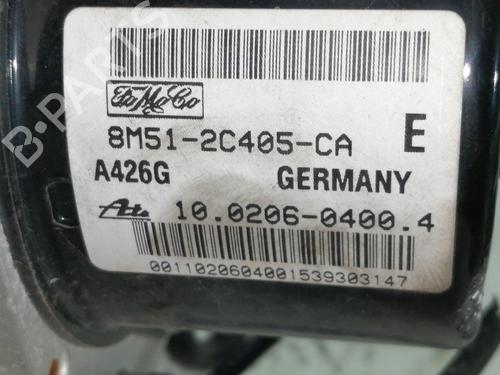 B-PARTS
FoMoCo
8M51-2C405-CA E
A426G GERMANY
Ate 10.0206-0400.4
0011020604001539303147